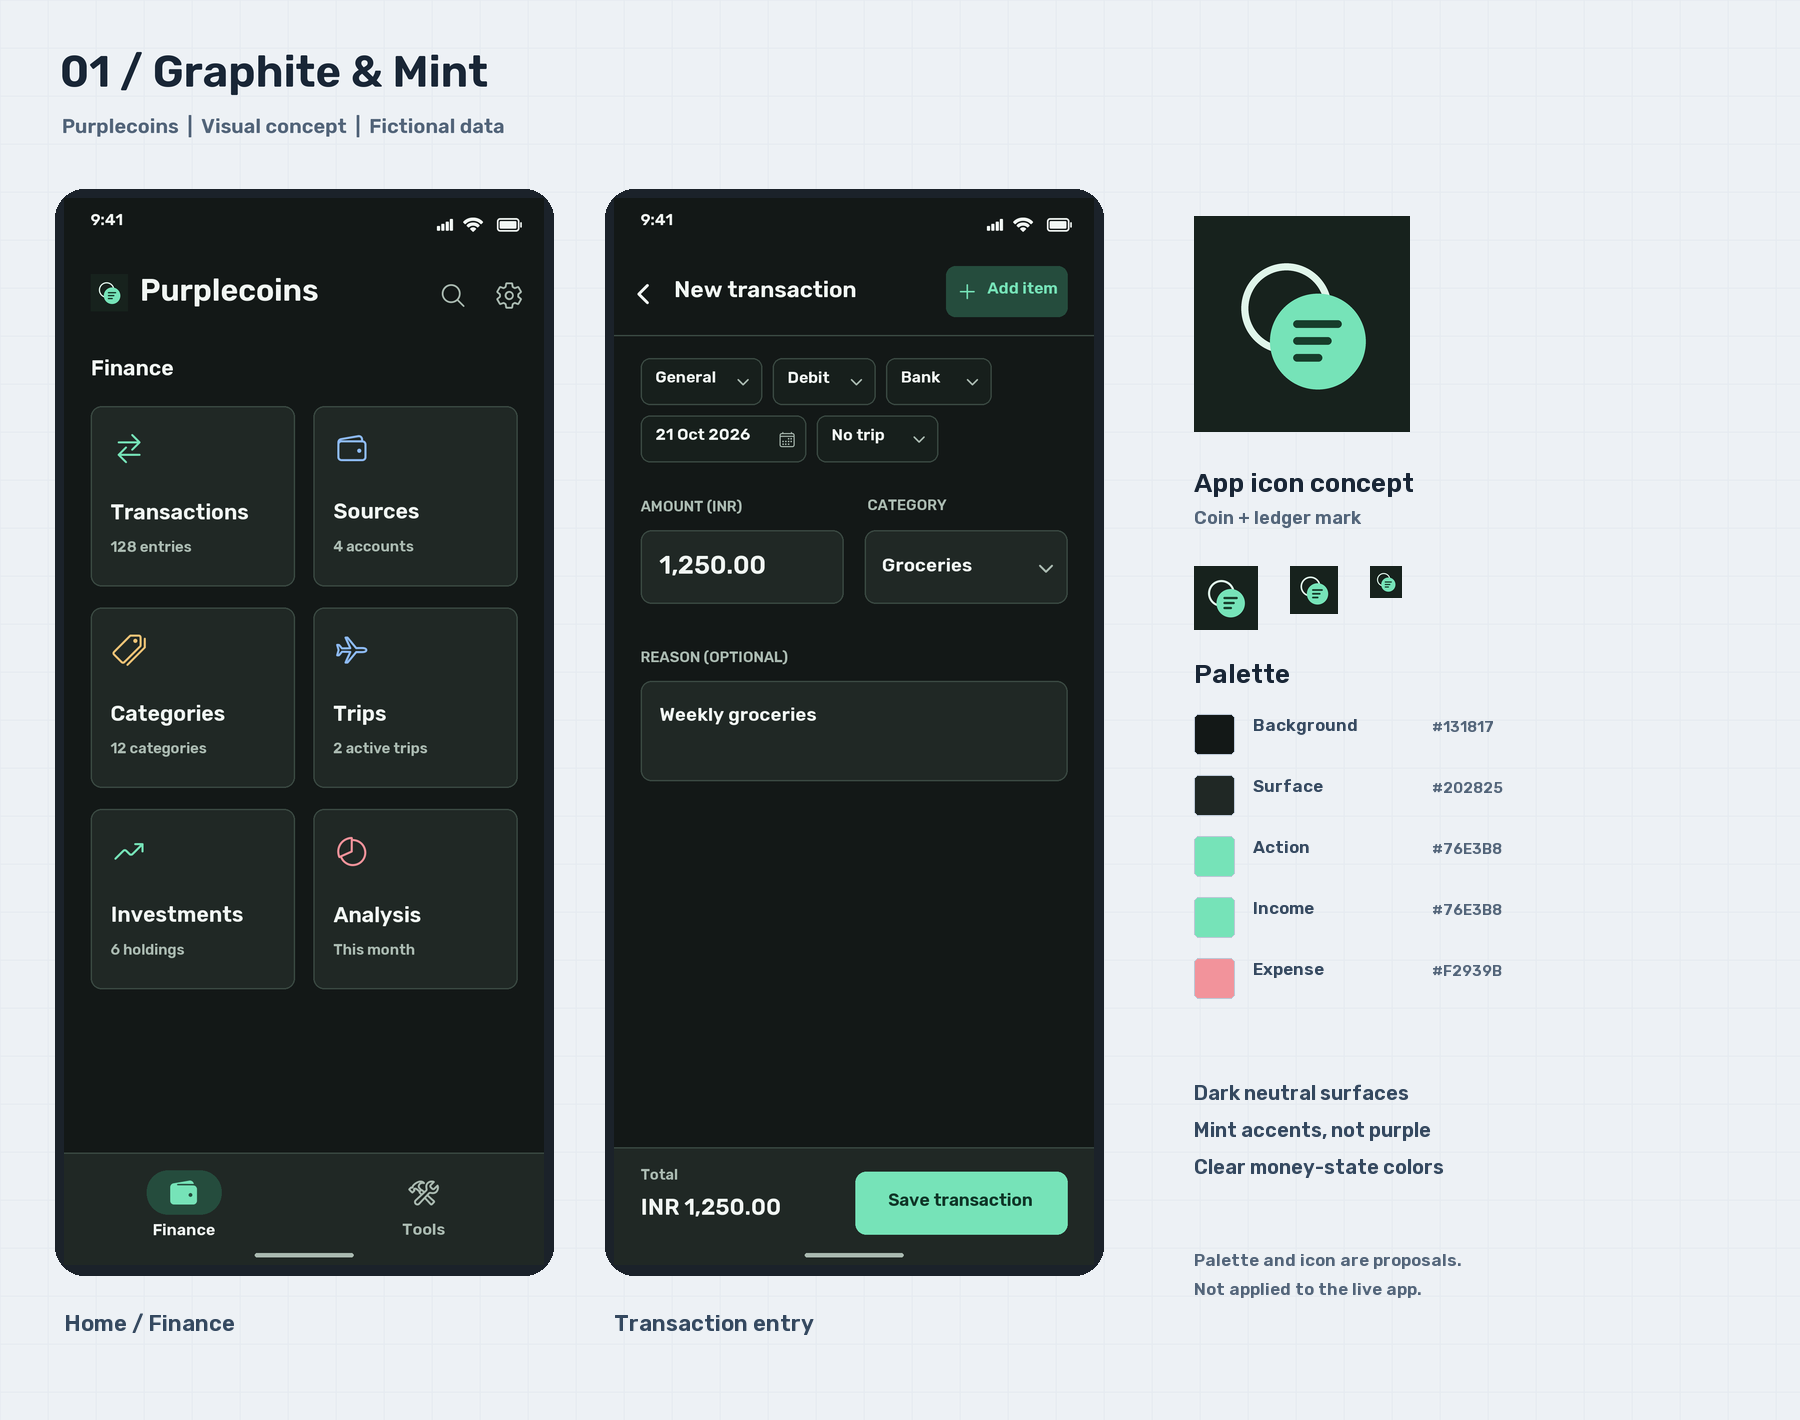 01 / Graphite & Mint
Purplecoins | Visual concept | Fictional data
9:41
Purplecoins
Finance
Transactions
128 entries
Sources
4 accounts
Categories
12 categories
Trips
2 active trips
Investments
6 holdings
Analysis
This month
Finance
Tools
Home / Finance
9:41
New transaction
+ Add item
General
Debit
Bank
21 Oct 2026
No trip
AMOUNT (INR)
CATEGORY
1,250.00
Groceries
REASON (OPTIONAL)
Weekly groceries
Total
INR 1,250.00
Save transaction
Transaction entry
App icon concept
Coin + ledger mark
Palette
Background #131817
Surface #202825
Action #76E3B8
Income #76E3B8
Expense #F2939B
Dark neutral surfaces
Mint accents, not purple
Clear money-state colors
Palette and icon are proposals.
Not applied to the live app.